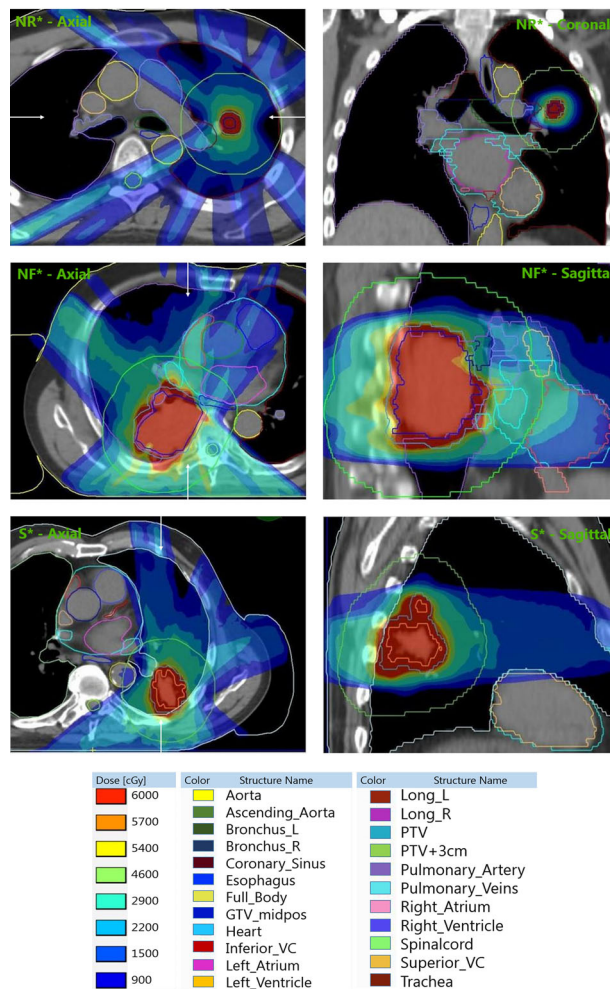 NR* - Axial
NR* - Coronal
NF* - Axial
NF* - Sagittal
S* - Axial
S* - Sagittal
Dose [cGy]
6000
5700
5400
4600
2900
2200
1500
900
Color Structure Name
Aorta
Ascending_Aorta
Bronchus_L
Bronchus_R
Coronary_Sinus
Esophagus
Full_Body
GTV_midpos
Heart
Inferior_VC
Left_Atrium
Left_Ventricle
Color Structure Name
Long_L
Long_R
PTV
PTV+3cm
Pulmonary_Artery
Pulmonary_Veins
Right_Atrium
Right_Ventricle
Spinalcord
Superior_VC
Trachea